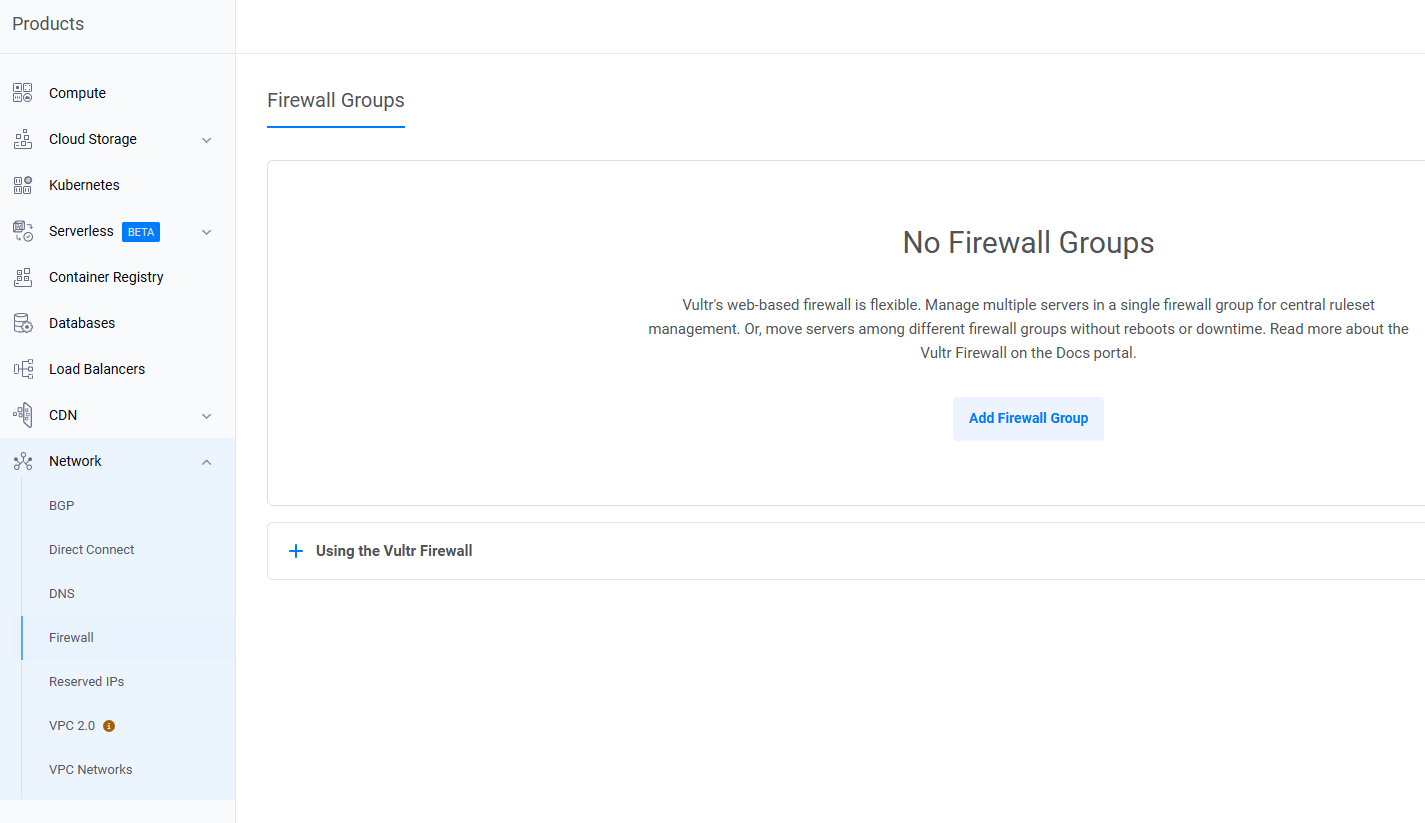 Products
Compute
Cloud Storage
Kubernetes
Serverless BETA
Container Registry
Databases
Load Balancers
CDN
Network
BGP
Direct Connect
DNS
Firewall
Reserved IPs
VPC 2.0
VPC Networks
Firewall Groups
No Firewall Groups
Vultr's web-based firewall is flexible. Manage multiple servers in a single firewall group for central ruleset
management. Or, move servers among different firewall groups without reboots or downtime. Read more about the
Vultr Firewall on the Docs portal.
Add Firewall Group
Using the Vultr Firewall